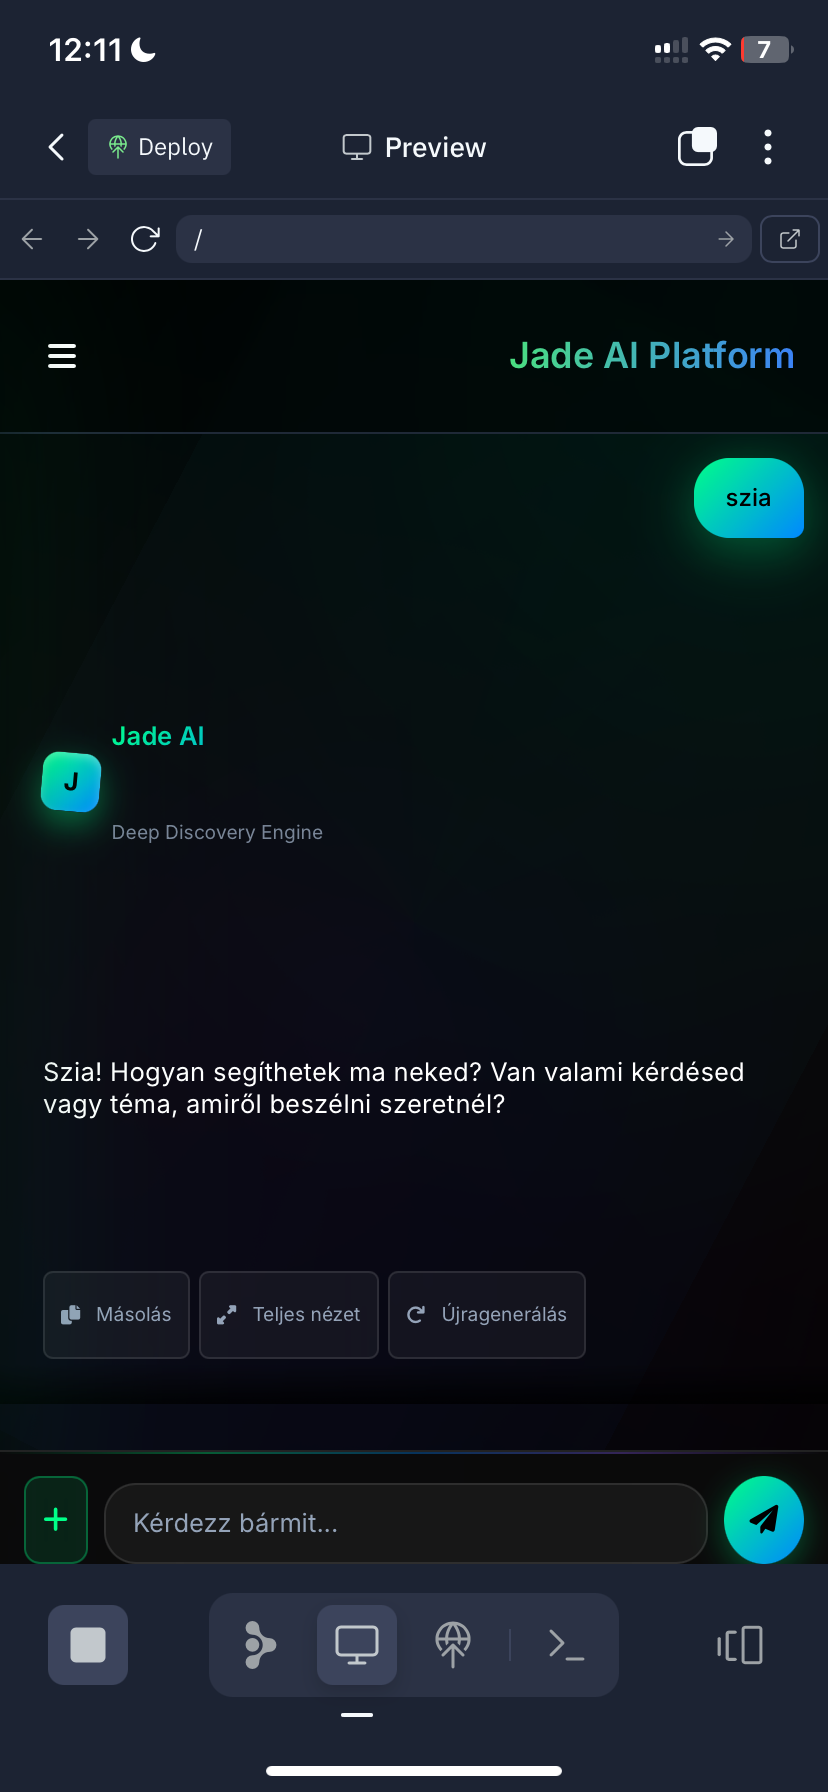 12:11
7
Deploy
Preview
/
Jade AI Platform
szia
Jade AI
J
Deep Discovery Engine
Szia! Hogyan segíthetek ma neked? Van valami kérdésed
vagy téma, amiről beszélni szeretnél?
Másolás
Teljes nézet
Újragenerálás
Kérdezz bármit...